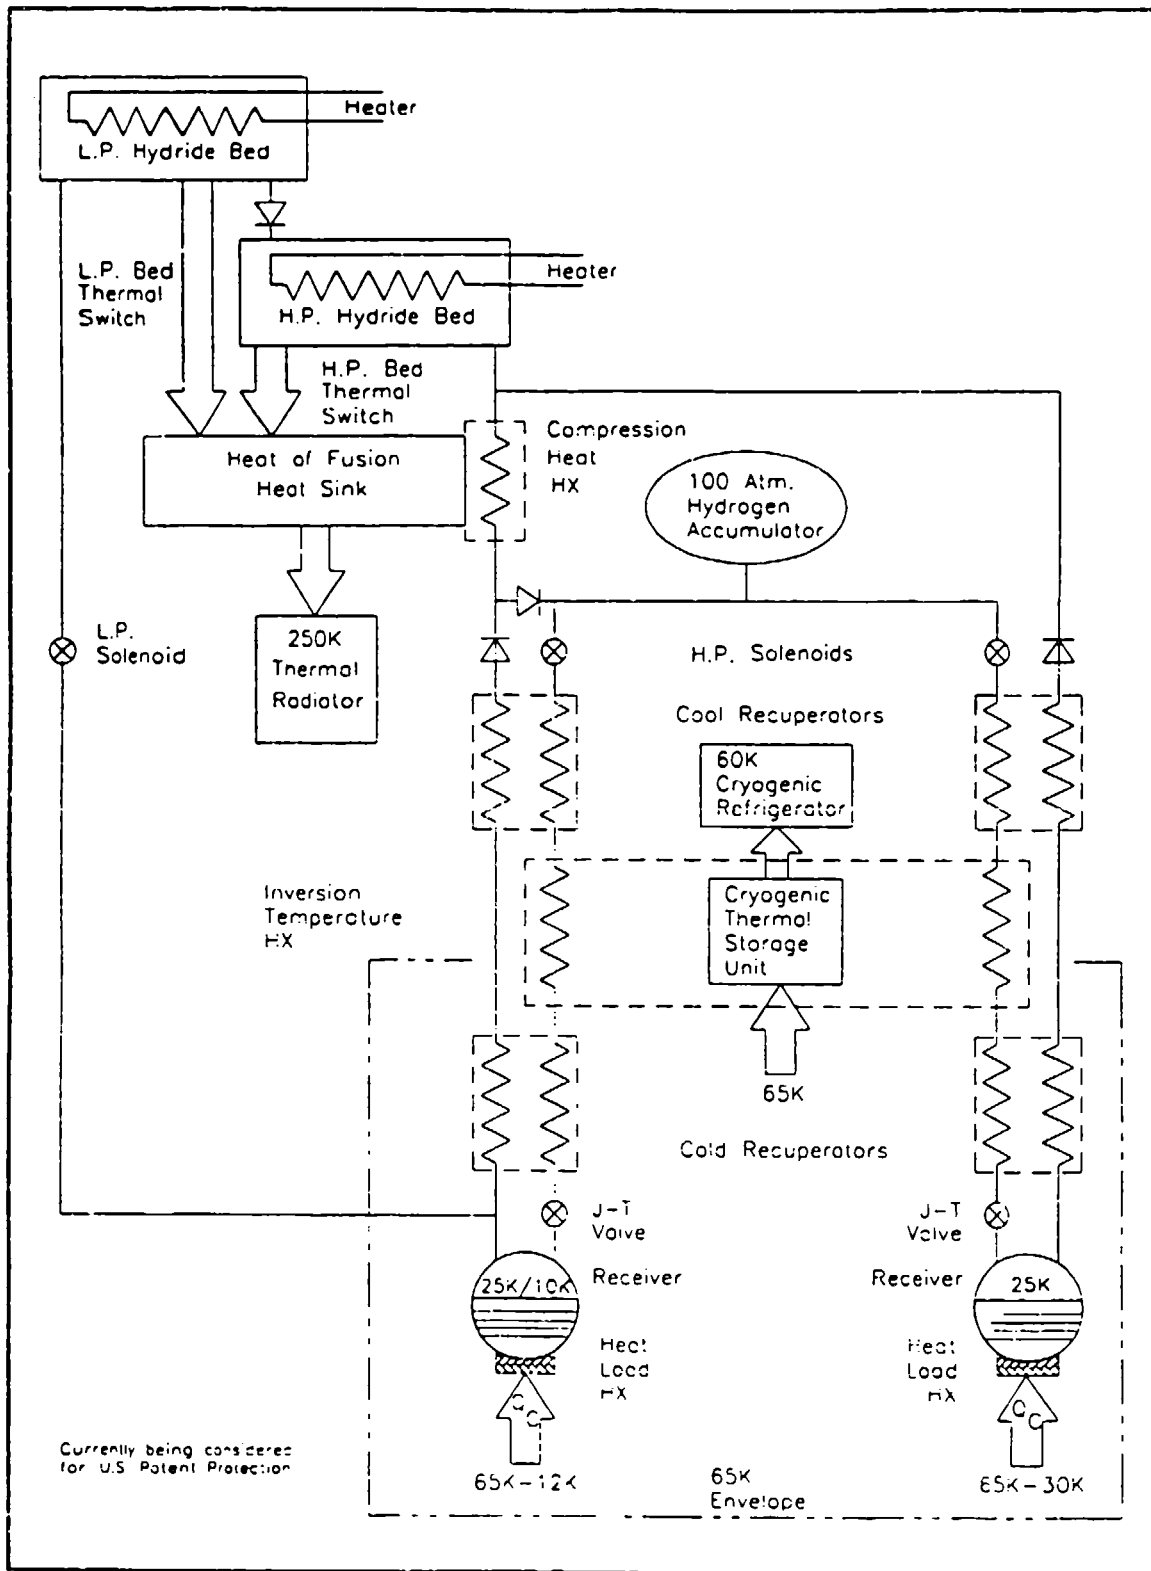 Heater
L.P. Hydride Bed
L.P. Bed
Thermal
Switch
Heater
H.P. Hydride Bed
H.P. Bed
Thermal
Switch
Compression
Heat
HX
Heat of Fusion
Heat Sink
100 Atm.
Hydrogen
Accumulator
L.P.
Solenoid
250K
Thermal
Radiator
H.P. Solenoids
Cool Recuperators
60K
Cryogenic
Refrigerator
Inversion
Temperature
HX
Cryogenic
Thermal
Storage
Unit
65K
Cold Recuperators
J-T
Valve
J-T
Valve
25K/10K
Receiver
Receiver
25K
Heat
Load
HX
Heat
Load
HX
QC
QC
Currently being considered
for U.S. Patent Protection
65K-12K
65K
Envelope
65K-30K